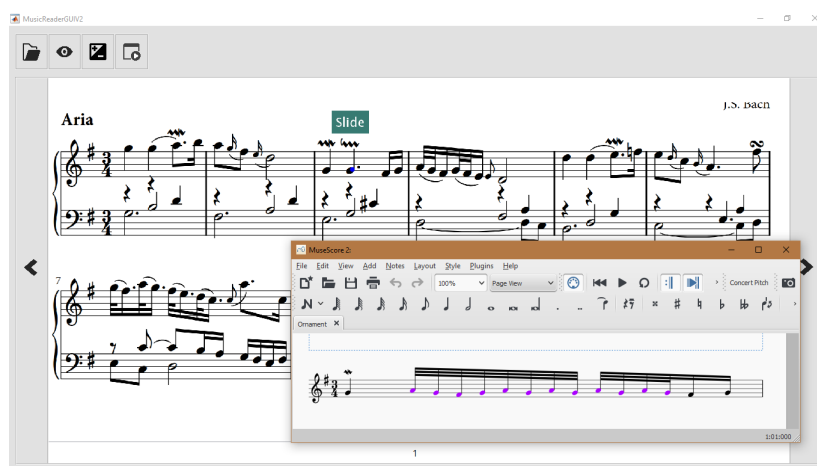 MusicReaderGUIV2
J.S. Bach
Aria
Slide
7
MuseScore 2:
File Edit View Add Notes Layout Style Plugins Help
100% Page View Concert Pitch
Ornament
1:01:000
1